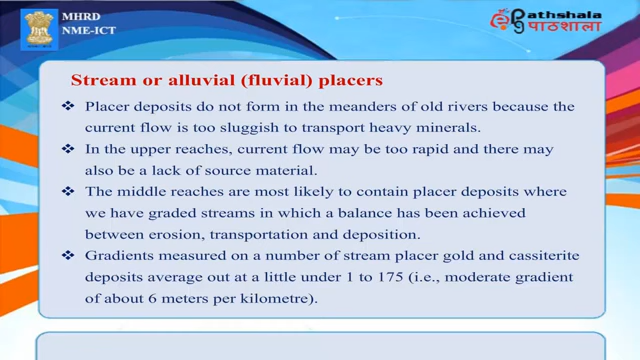 MHRD
NME-ICT
Pathshala
पाठशाला
Stream or alluvial (fluvial) placers
❖ Placer deposits do not form in the meanders of old rivers because the
current flow is too sluggish to transport heavy minerals.
❖ In the upper reaches, current flow may be too rapid and there may
also be a lack of source material.
❖ The middle reaches are most likely to contain placer deposits where
we have graded streams in which a balance has been achieved
between erosion, transportation and deposition.
❖ Gradients measured on a number of stream placer gold and cassiterite
deposits average out at a little under 1 to 175 (i.e., moderate gradient
of about 6 meters per kilometre).